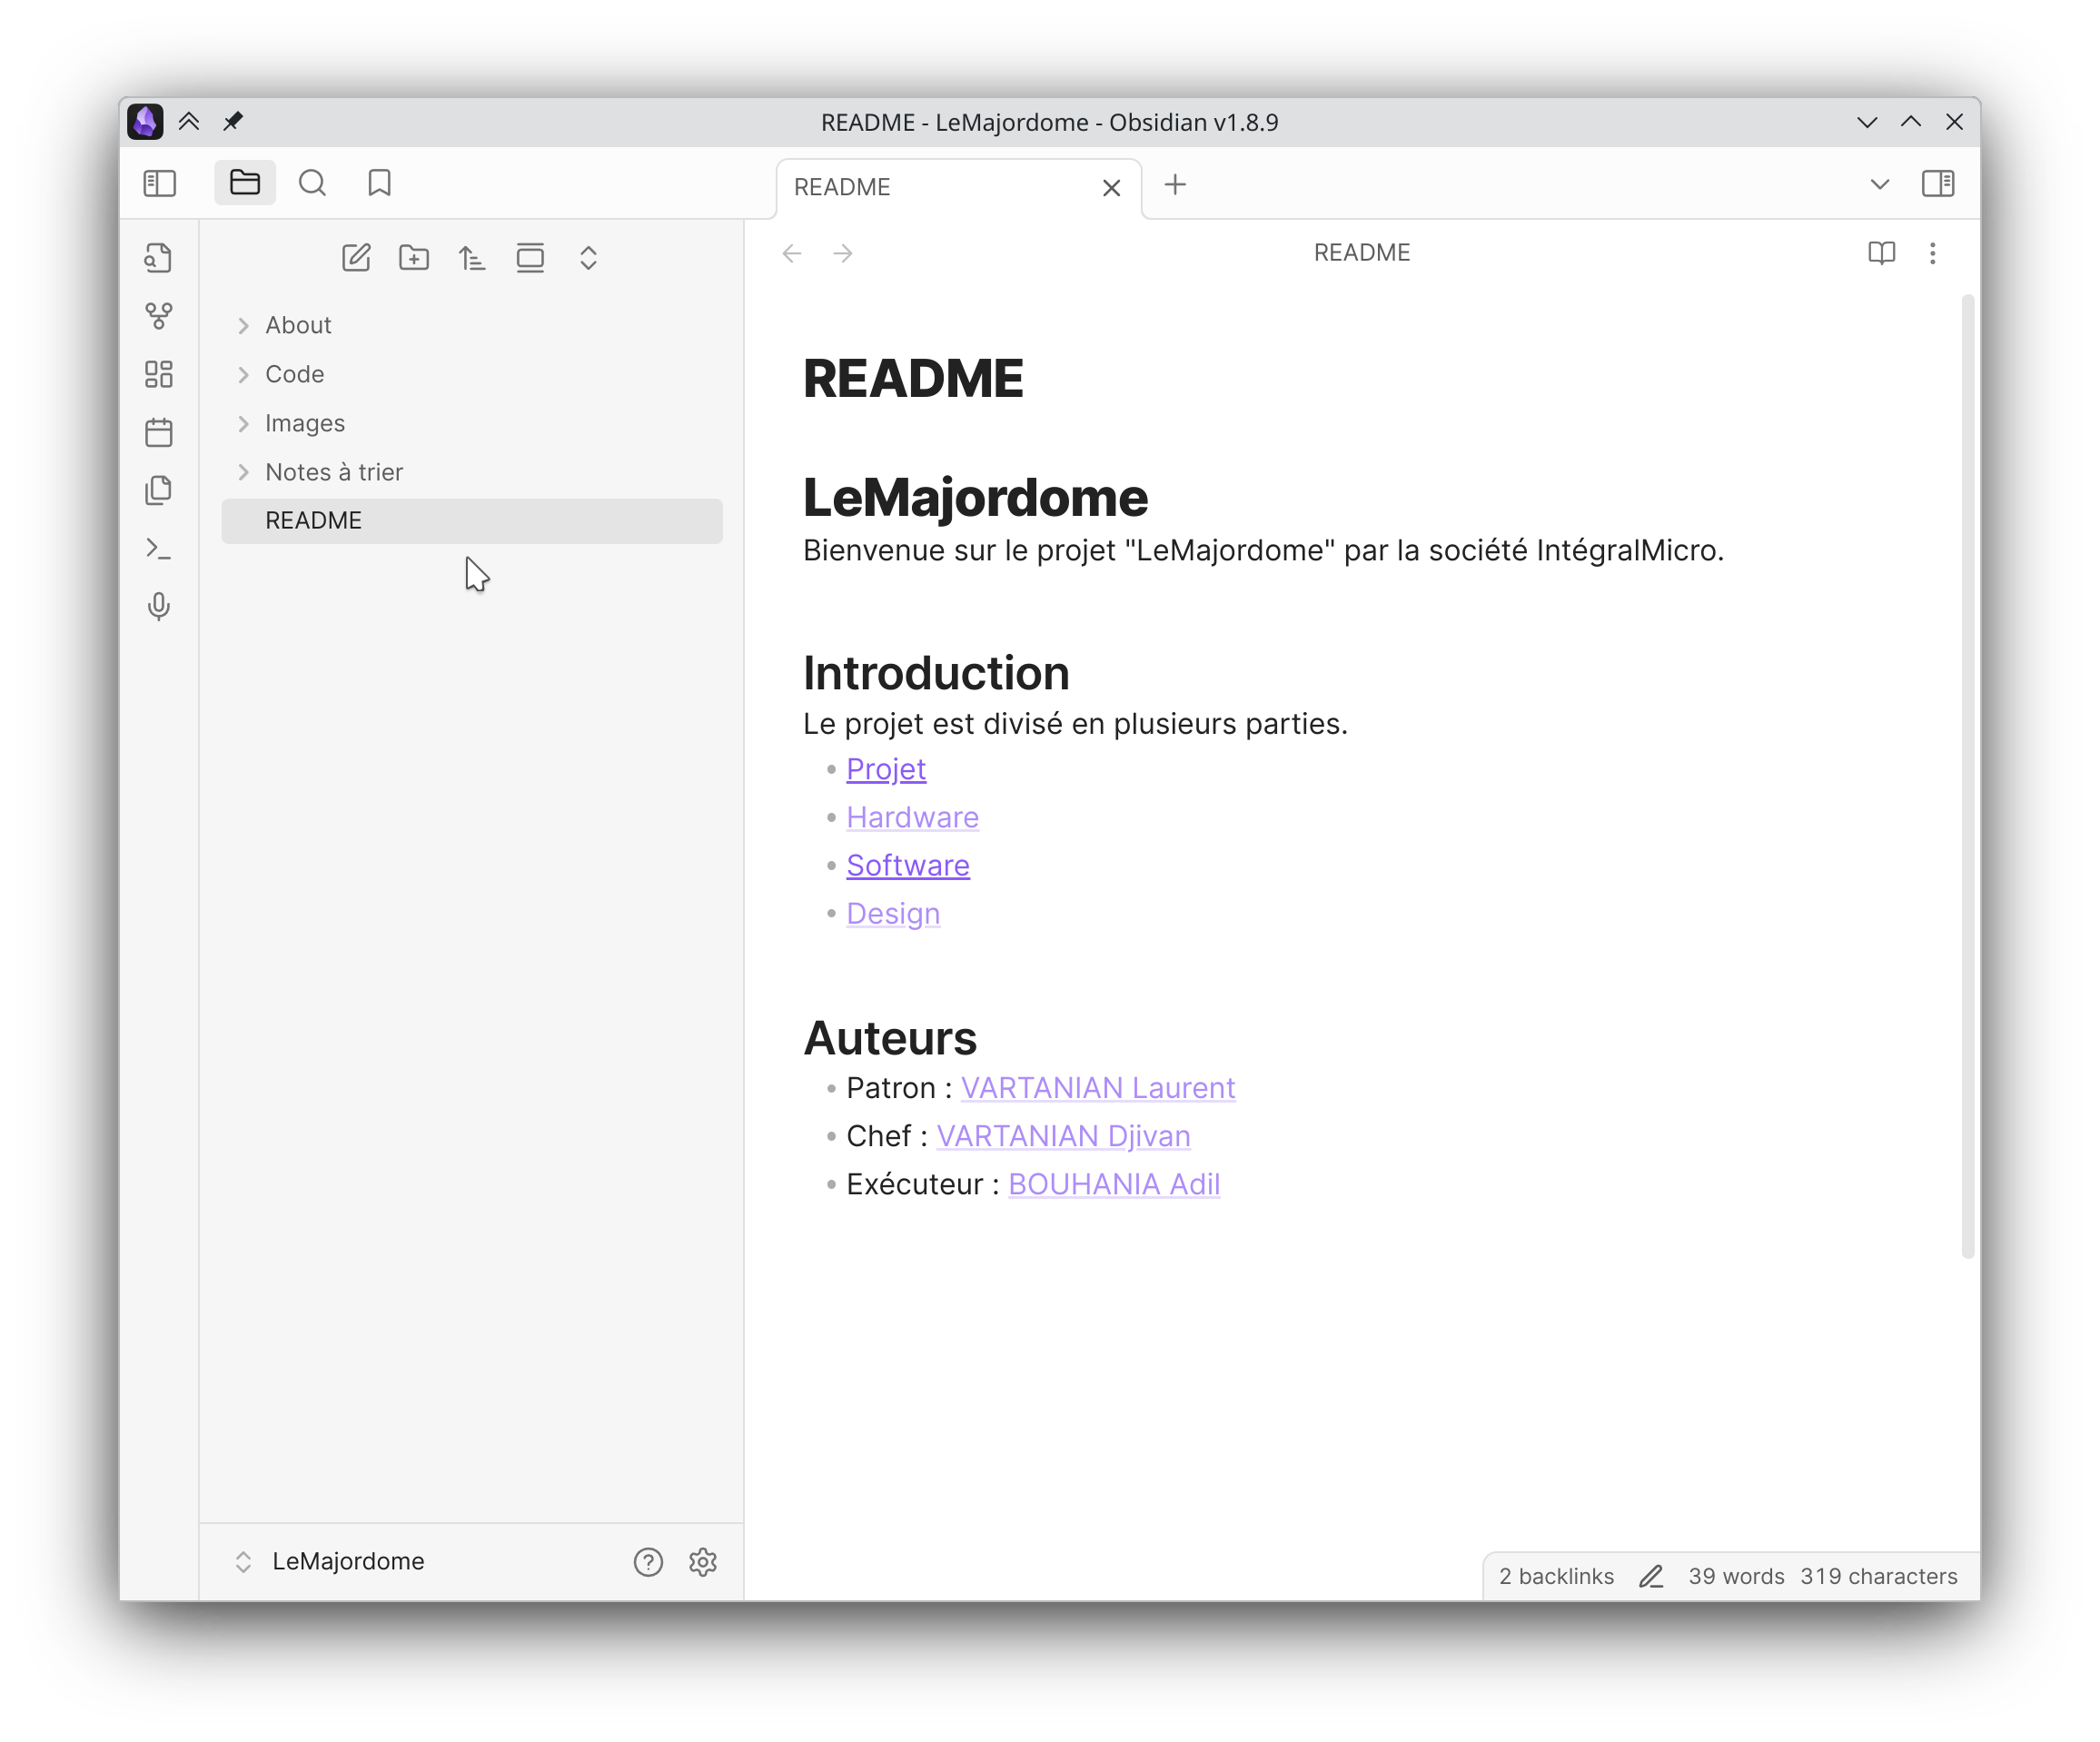 README - LeMajordome - Obsidian v1.8.9
README
README
About
Code
Images
Notes à trier
README
README
LeMajordome
Bienvenue sur le projet "LeMajordome" par la société IntégralMicro.
Introduction
Le projet est divisé en plusieurs parties.
Projet
Hardware
Software
Design
Auteurs
Patron : VARTANIAN Laurent
Chef : VARTANIAN Djivan
Exécuteur : BOUHANIA Adil
LeMajordome
2 backlinks 39 words 319 characters